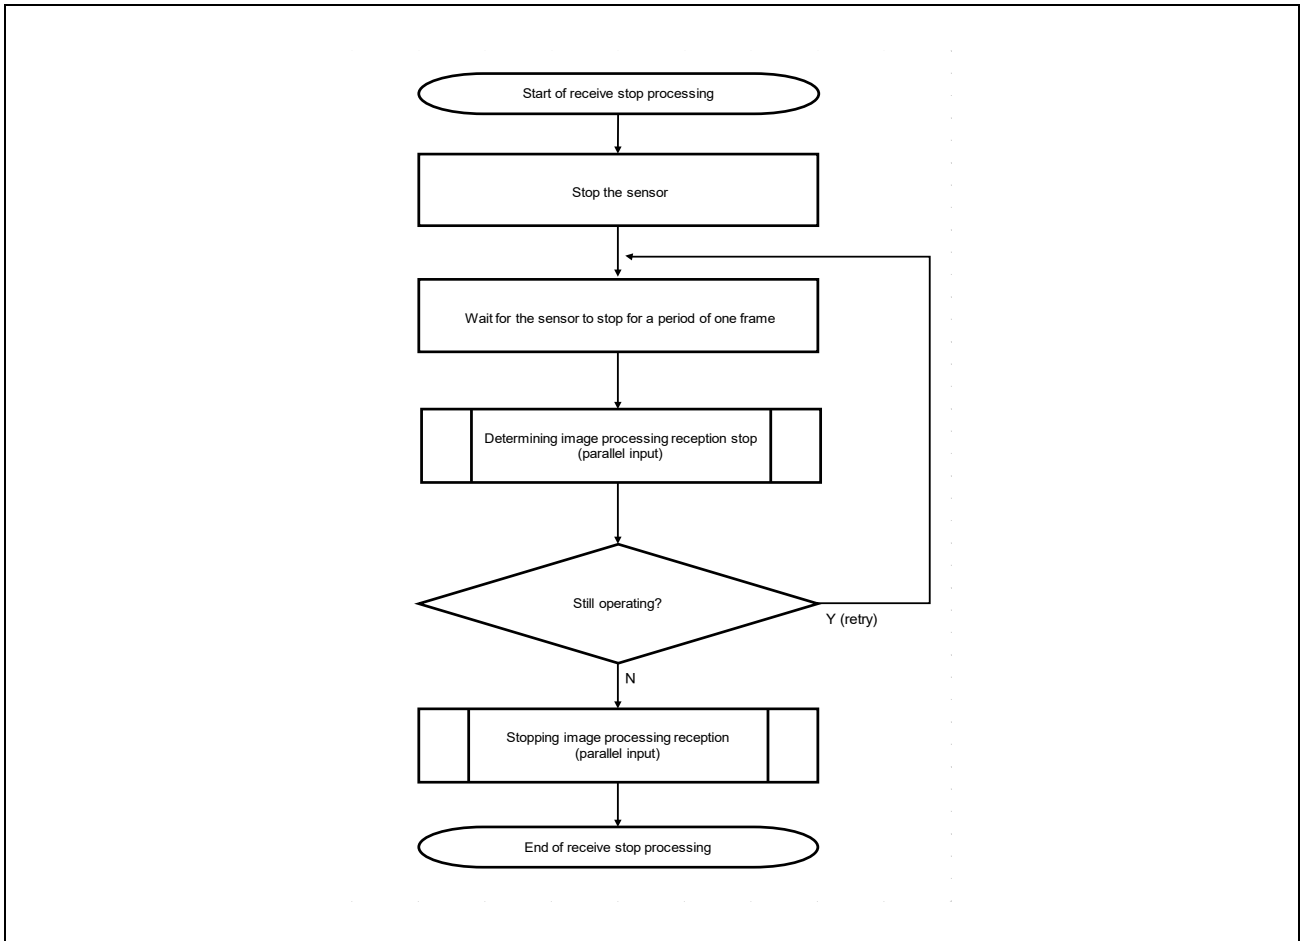 Start of receive stop processing
Stop the sensor
Wait for the sensor to stop for a period of one frame
Determining image processing reception stop
(parallel input)
Still operating?
Y (retry)
N
Stopping image processing reception
(parallel input)
End of receive stop processing